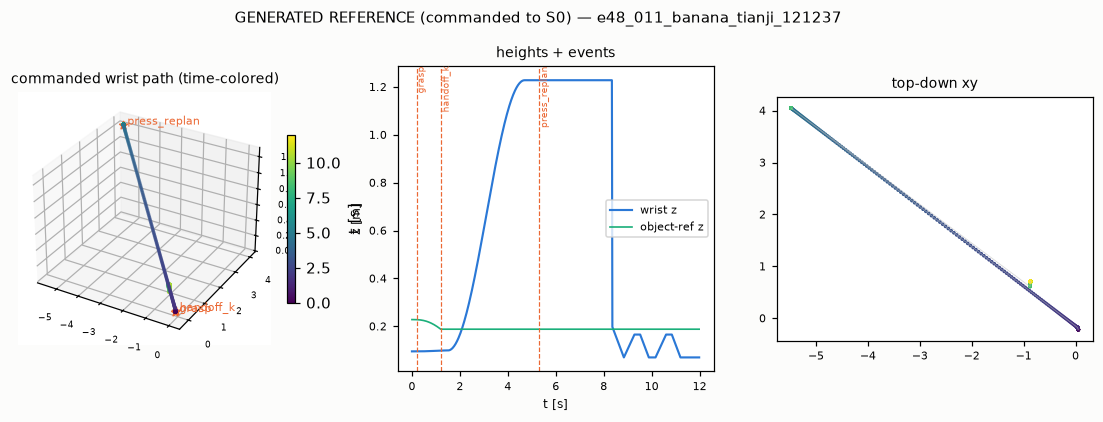 GENERATED REFERENCE (commanded to S0) — e48_011_banana_tianji_121237
commanded wrist path (time-colored)
press_replan
handoff_k
−5
−4
−3
−2
−1
0
0
1
2
3
4
10.0
7.5
5.0
2.5
0.0
heights + events
grasp
handoff_k
press_replan
1.2
1.0
0.8
0.6
0.4
0.2
wrist z
object-ref z
0 2 4 6 8 10 12
t [s]
top-down xy
4
3
2
1
0
−5 −4 −3 −2 −1 0